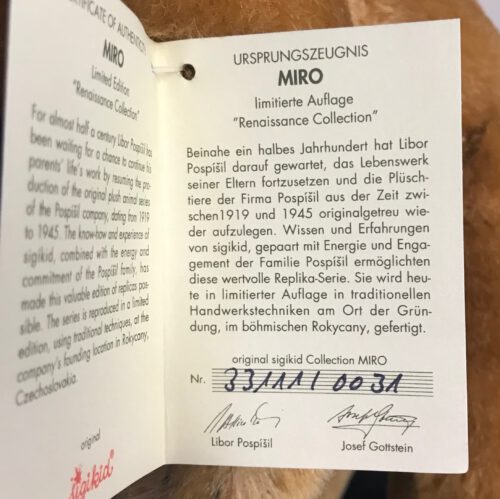 CERTIFICATE OF AUTHENTICITY
MIRO
Limited Edition
"Renaissance Collection"
For almost half a century Libor Pospíšil has
been waiting for a chance to continue his
parents' life's work by resuming the pro-
duction of the original plush animal series
of the Pospíšil company, dating from 1919
to 1945. The know-how and experience of
sigikid, combined with the energy and
commitment of the Pospíšil family, has
made this valuable edition of replicas pos-
sible. The series is reproduced in a limited
edition, using traditional techniques, at the
company's founding location in Rokycany,
Czechoslovakia.
original
sigikid
URSPRUNGSZEUGNIS
MIRO
limitierte Auflage
"Renaissance Collection"
Beinahe ein halbes Jahrhundert hat Libor
Pospíšil darauf gewartet, das Lebenswerk
seiner Eltern fortzusetzen und die Plüsch-
tiere der Firma Pospíšil aus der Zeit zwi-
schen1919 und 1945 originalgetreu wie-
der aufzulegen. Wissen und Erfahrungen
von sigikid, gepaart mit Energie und Enga-
gement der Familie Pospíšil ermöglichten
diese wertvolle Replika-Serie. Sie wird heu-
te in limitierter Auflage in traditionellen
Handwerkstechniken am Ort der Grün-
dung, im böhmischen Rokycany, gefertigt.
original sigikid Collection MIRO
Nr. 33111/0031
Libor Pospíšil
Josef Gottstein